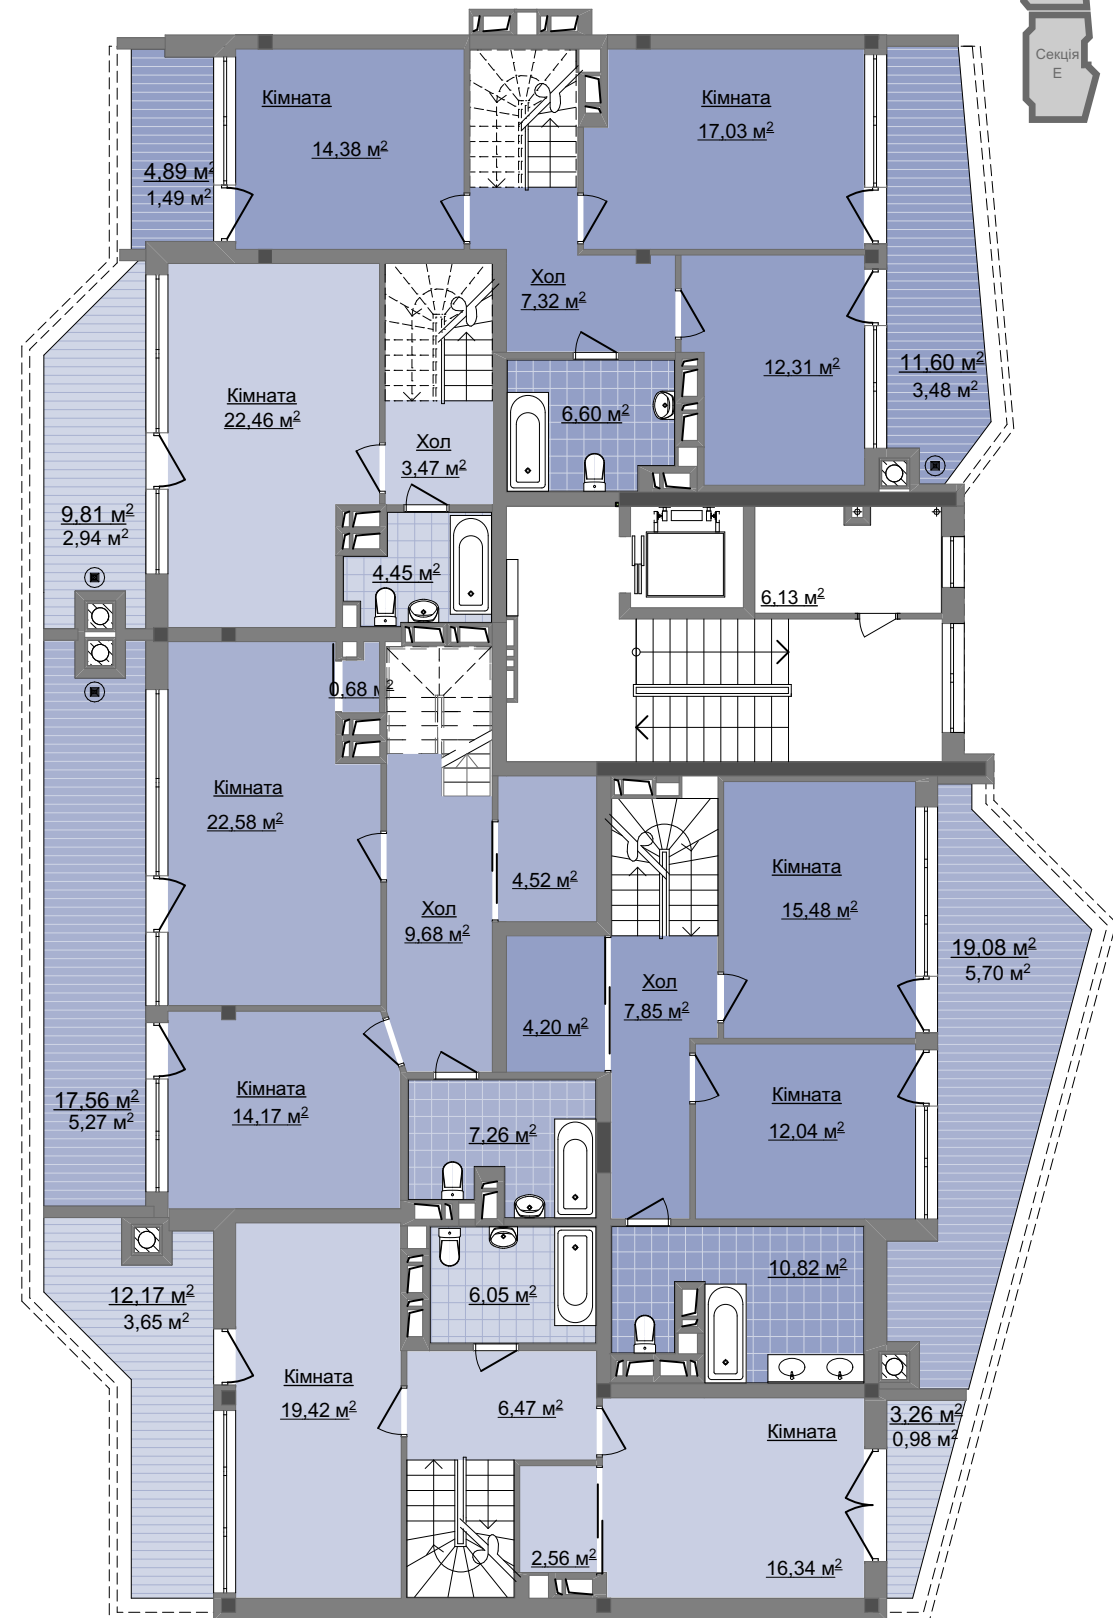 Секція
Е
Кімната
14,38 м²
Кімната
17,03 м²
4,89 м²
1,49 м²
Хол
7,32 м²
12,31 м²
11,60 м²
3,48 м²
Кімната
22,46 м²
6,60 м²
Хол
3,47 м²
9,81 м²
2,94 м²
4,45 м²
6,13 м²
0,68 м²
Кімната
22,58 м²
4,52 м²
Кімната
15,48 м²
Хол
9,68 м²
19,08 м²
5,70 м²
Хол
7,85 м²
4,20 м²
Кімната
14,17 м²
17,56 м²
5,27 м²
Кімната
12,04 м²
7,26 м²
10,82 м²
12,17 м²
3,65 м²
6,05 м²
Кімната
19,42 м²
6,47 м²
Кімната
16,34 м²
3,26 м²
0,98 м²
2,56 м²